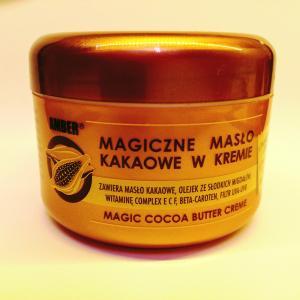 AMBER®
MAGICZNE MASŁO
KAKAOWE W KREMIE
ZAWIERA MASŁO KAKAOWE, OLEJEK ZE SŁODKICH MIGDAŁÓW
WITAMINĘ COMPLEX E C F, BETA-CAROTEN, FILTR UVA-UVB
MAGIC COCOA BUTTER CREME